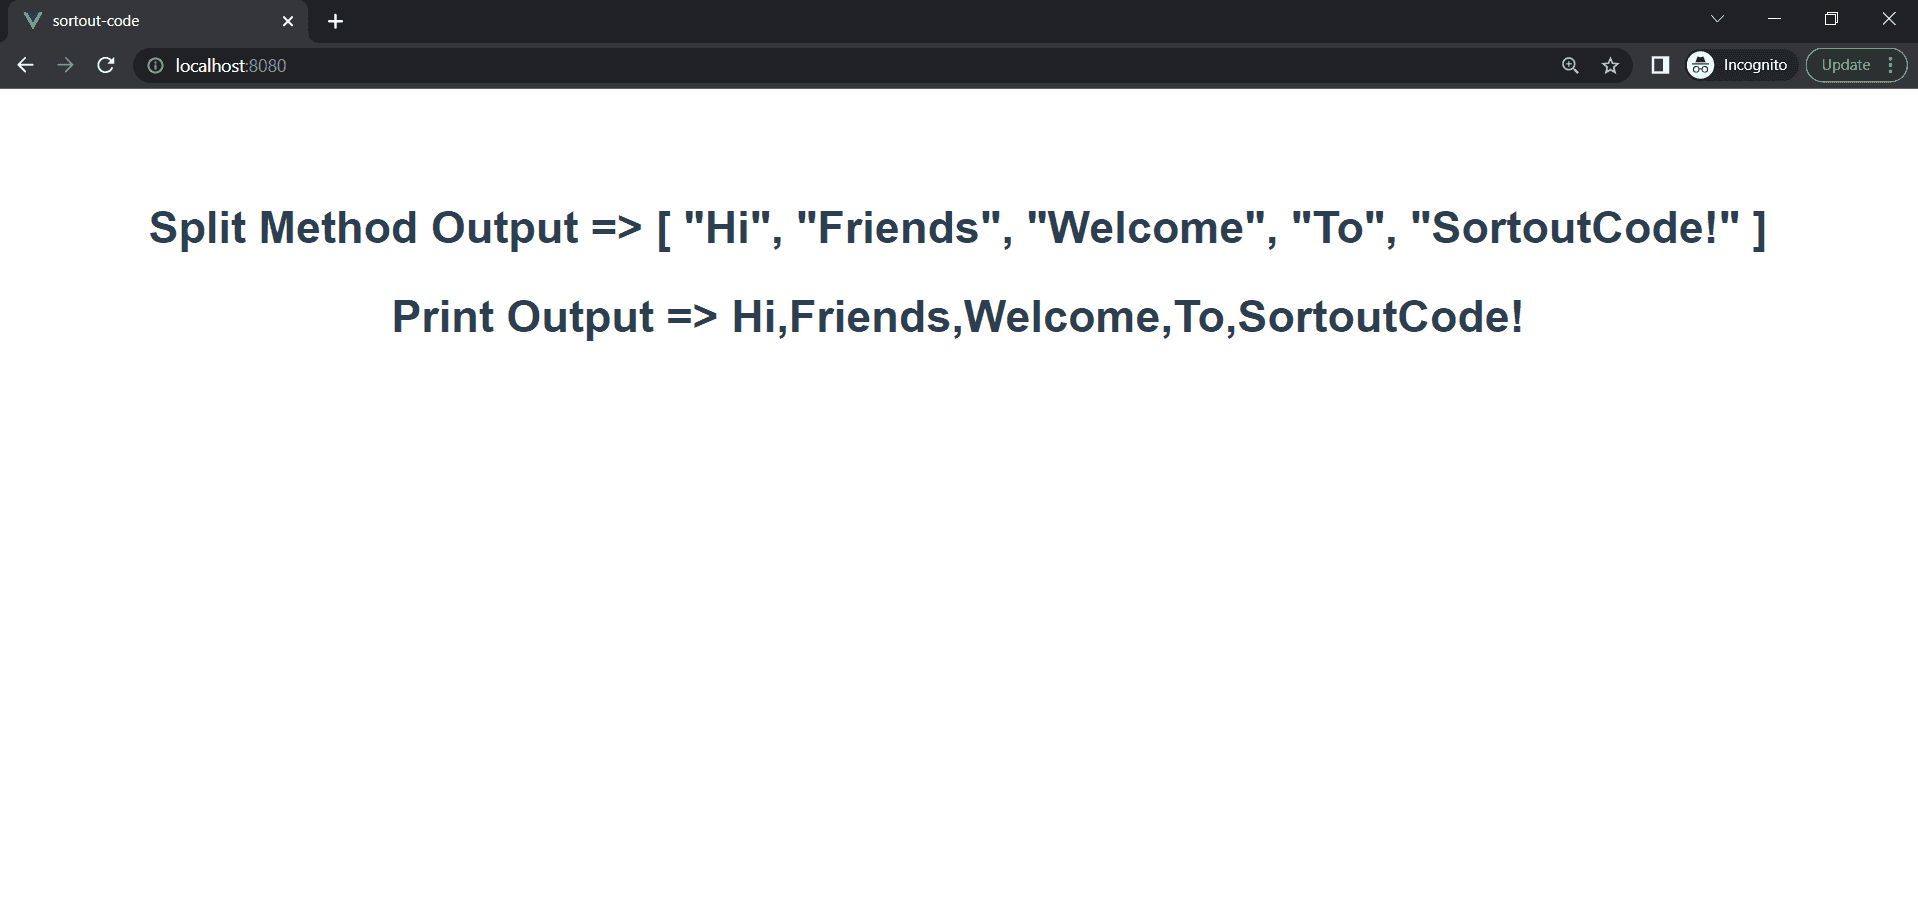 sortout-code
localhost:8080
Incognito
Update
Split Method Output => [ "Hi", "Friends", "Welcome", "To", "SortoutCode!" ]
Print Output => Hi,Friends,Welcome,To,SortoutCode!